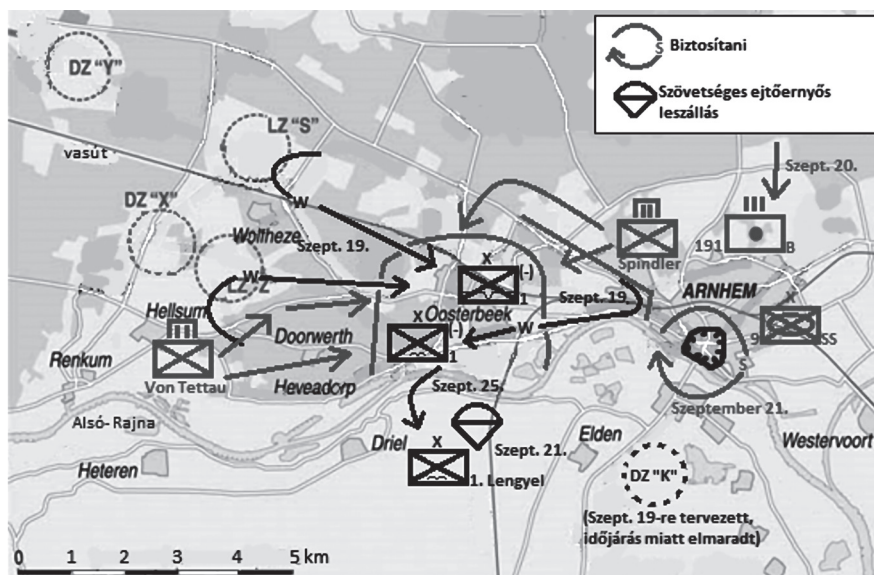 DZ "Y"
LZ "S"
vasút
DZ "X"
W
Wolfheze
Szept. 19.
W
LZ "Z"
Hellsum
Doorwerth
Renkum
Von Tettau
Heveadorp
Alsó- Rajna
Heteren
Driel
X
(-)
1
Oosterbeek
X
(-)
1
Szept. 19.
W
Szept. 25.
Szept. 21.
X
1. Lengyel
Biztosítani
S
Szövetséges ejtőernyős
leszállás
Szept. 20.
III
191
B
III
Spindler
ARNHEM
X
9
SS
S
Szeptember 21.
Elden
Westervoort
DZ "K"
(Szept. 19-re tervezett,
időjárás miatt elmaradt)
0 1 2 3 4 5 km